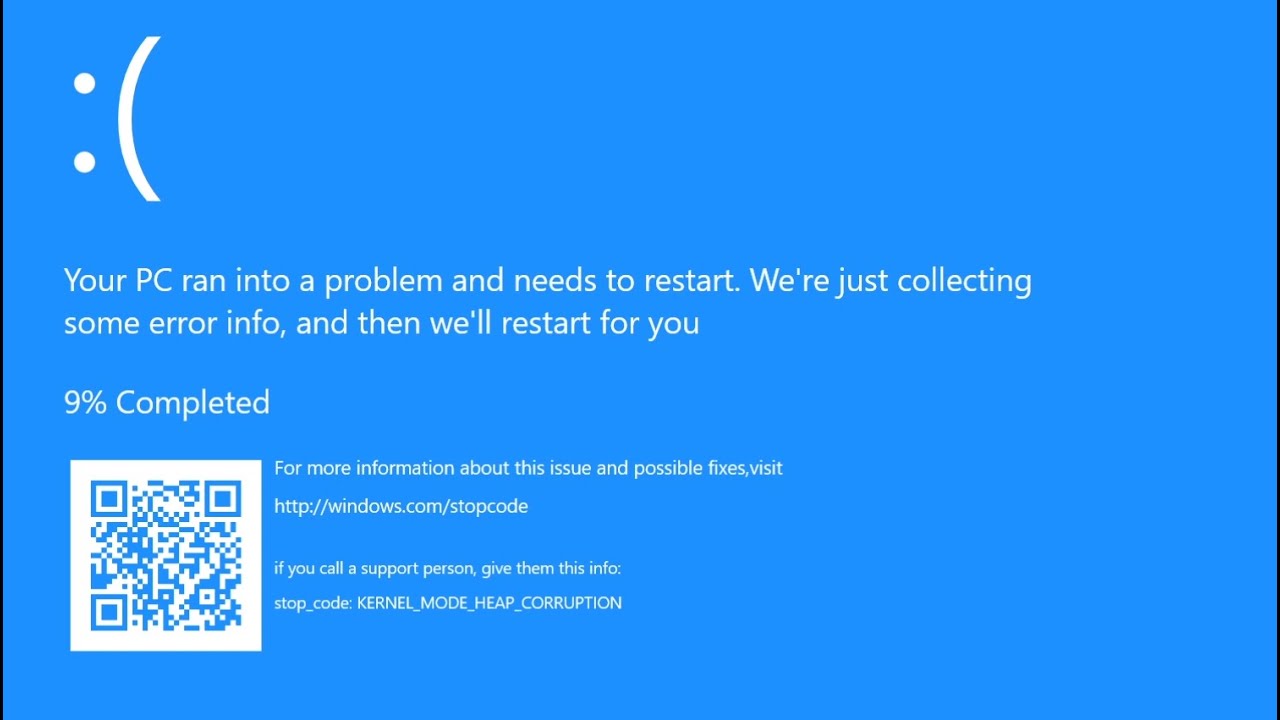 :(
Your PC ran into a problem and needs to restart. We're just collecting
some error info, and then we'll restart for you
9% Completed
For more information about this issue and possible fixes,visit
http://windows.com/stopcode
if you call a support person, give them this info:
stop_code: KERNEL_MODE_HEAP_CORRUPTION